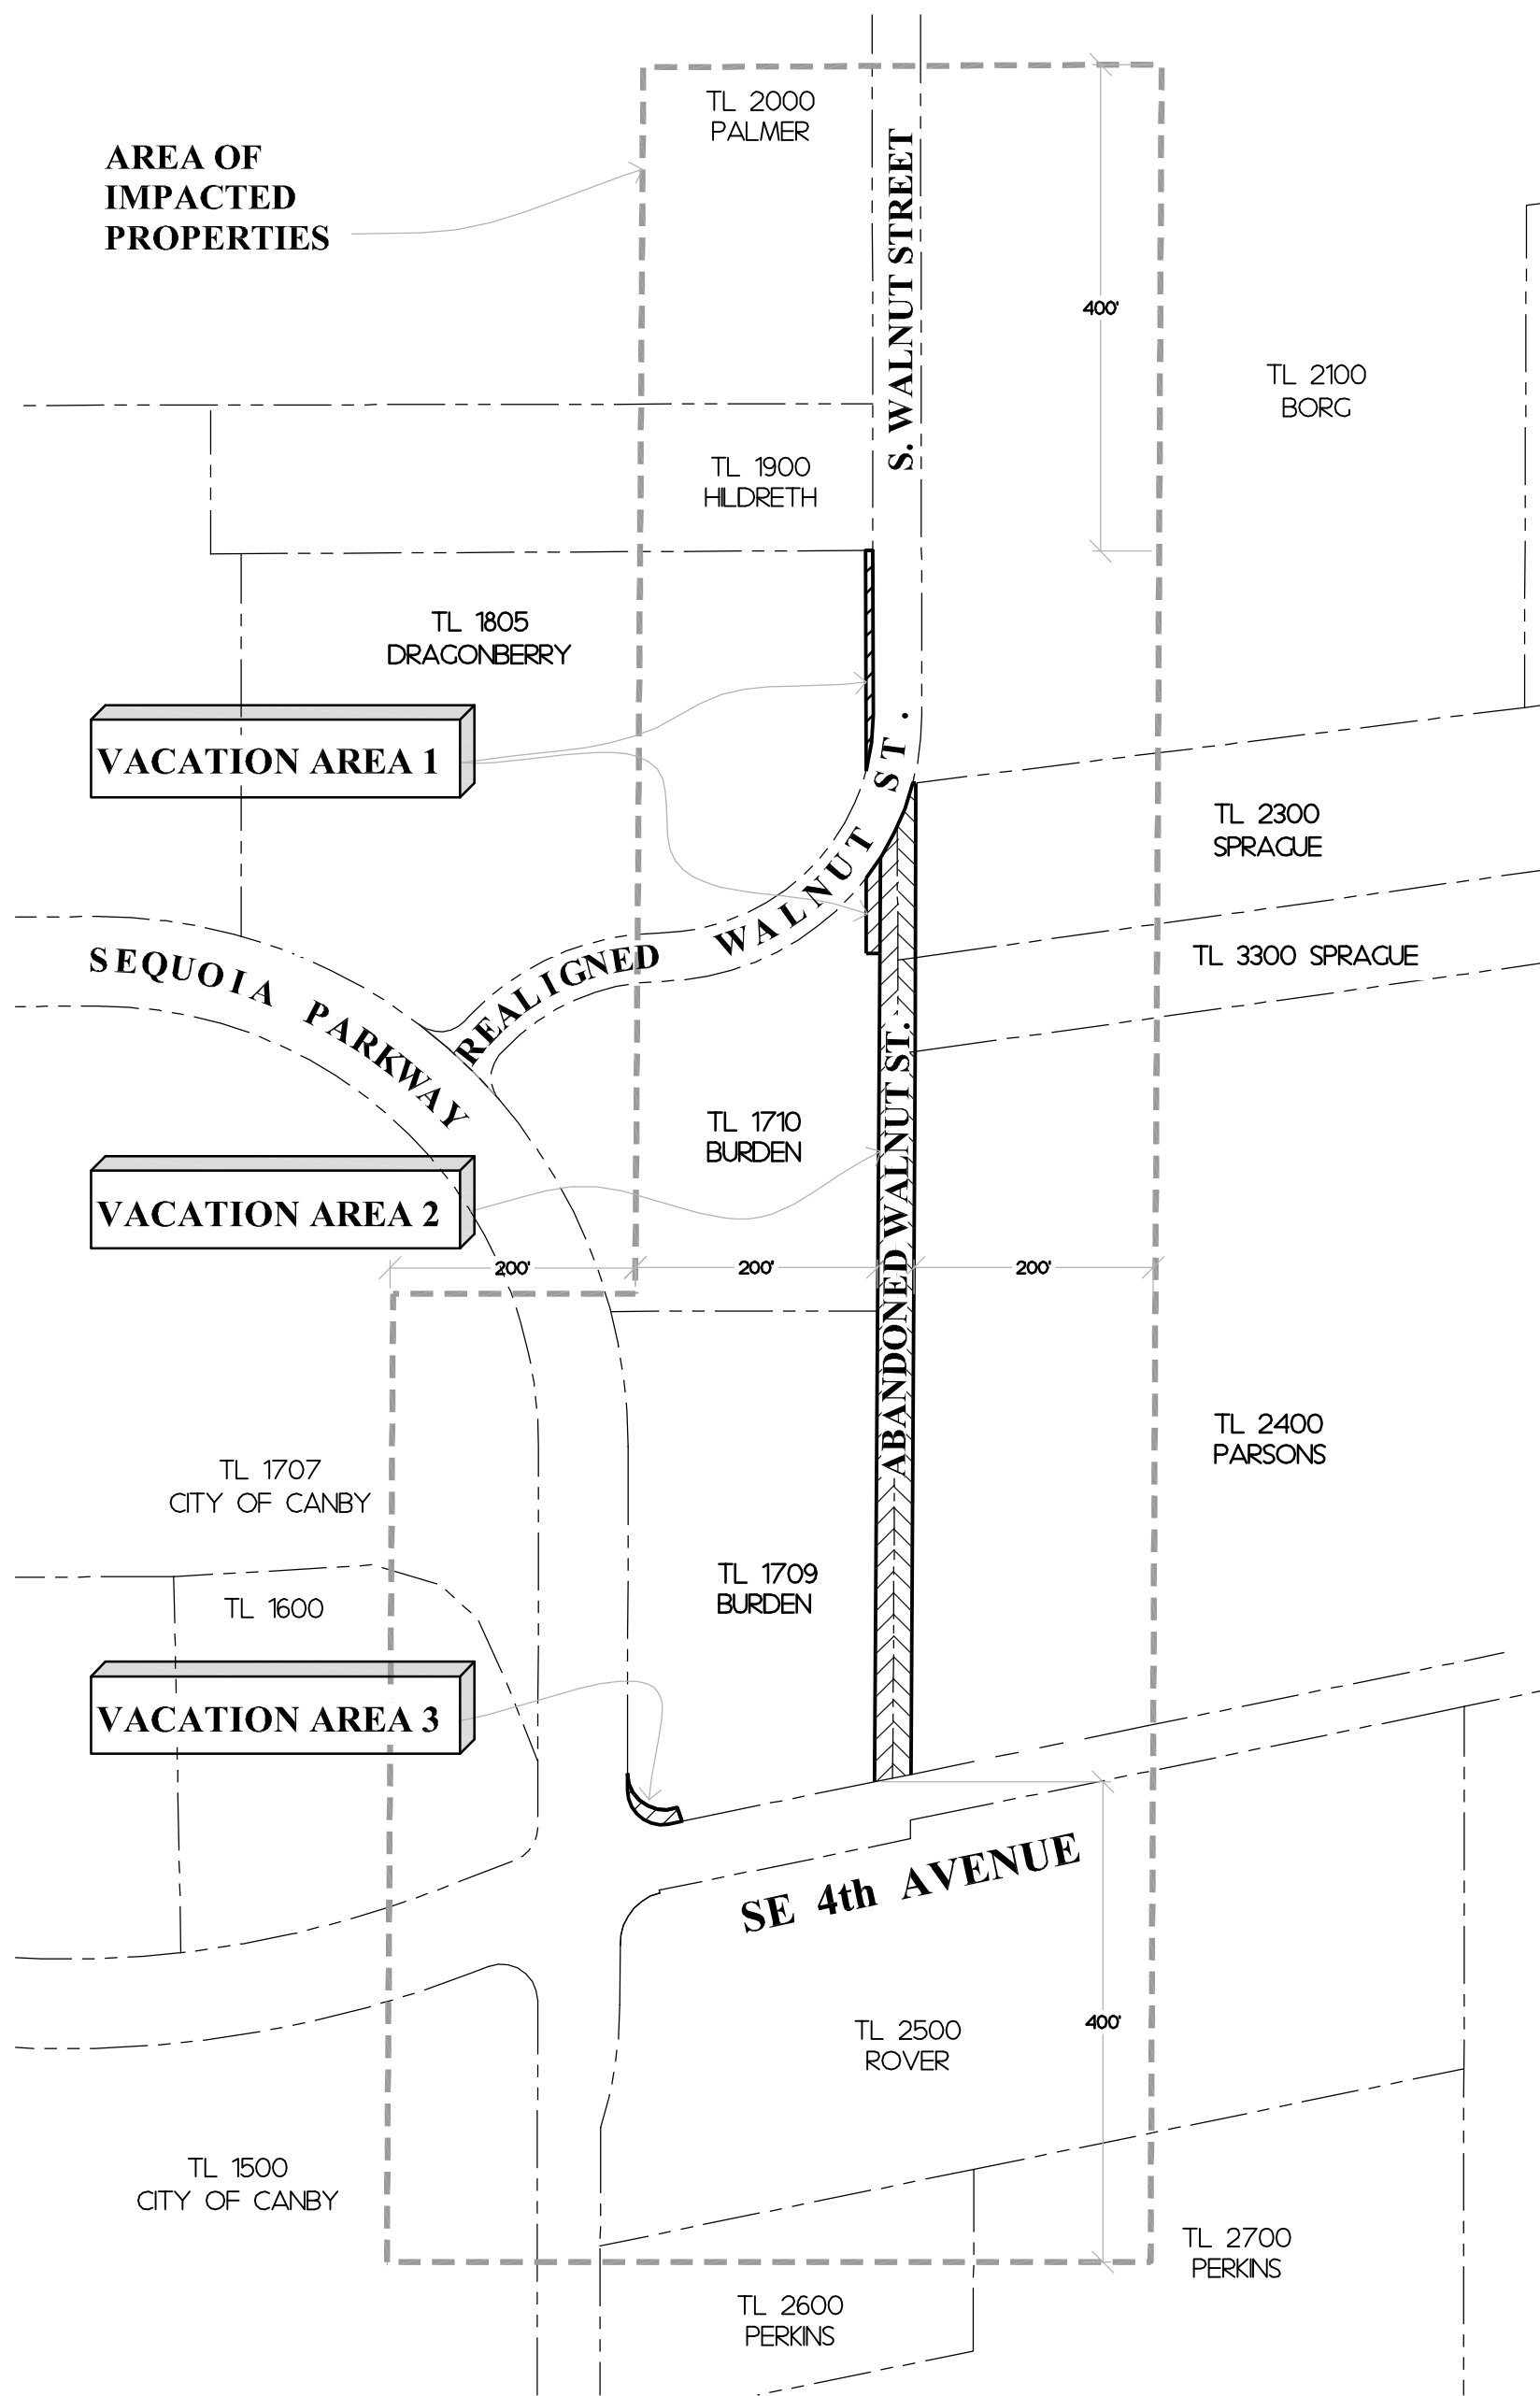 TL 2000
PALMER
S. WALNUT STREET
AREA OF
IMPACTED
PROPERTIES
400'
TL 2100
BORG
TL 1900
HILDRETH
TL 1805
DRAGONBERRY
VACATION AREA 1
TL 2300
SPRAGUE
REALIGNED WALNUT ST.
SEQUOIA PARKWAY
TL 3300 SPRAGUE
TL 1710
BURDEN
ABANDONED WALNUT ST.
VACATION AREA 2
200'
200'
200'
TL 2400
PARSONS
TL 1707
CITY OF CANBY
TL 1709
BURDEN
TL 1600
VACATION AREA 3
SE 4th AVENUE
TL 2500
ROVER
400'
TL 1500
CITY OF CANBY
TL 2700
PERKINS
TL 2600
PERKINS